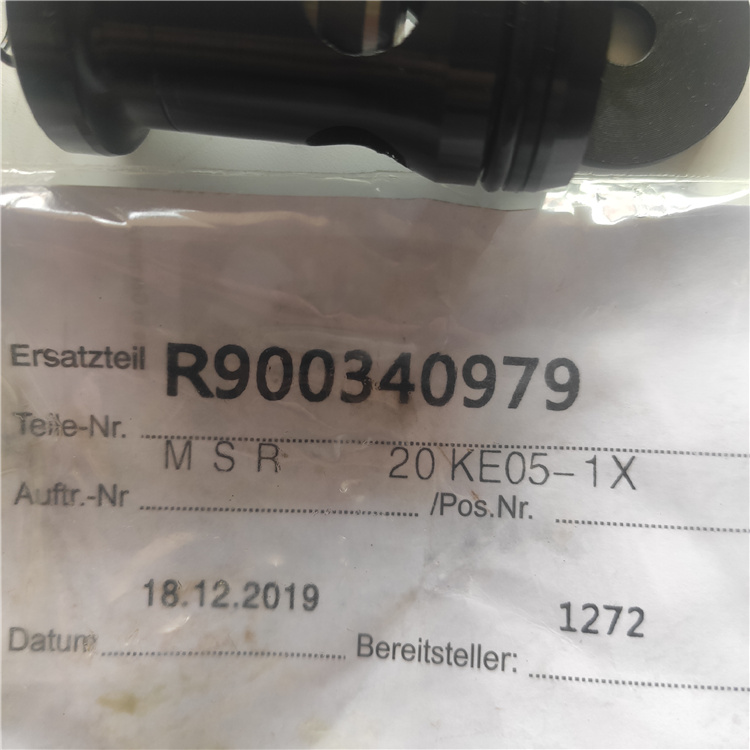 Ersatzteil R900340979
Teile-Nr.
M S R 20 KE05-1X
Auftr.-Nr /Pos.Nr.
18.12.2019 1272
Datum Bereitsteller: